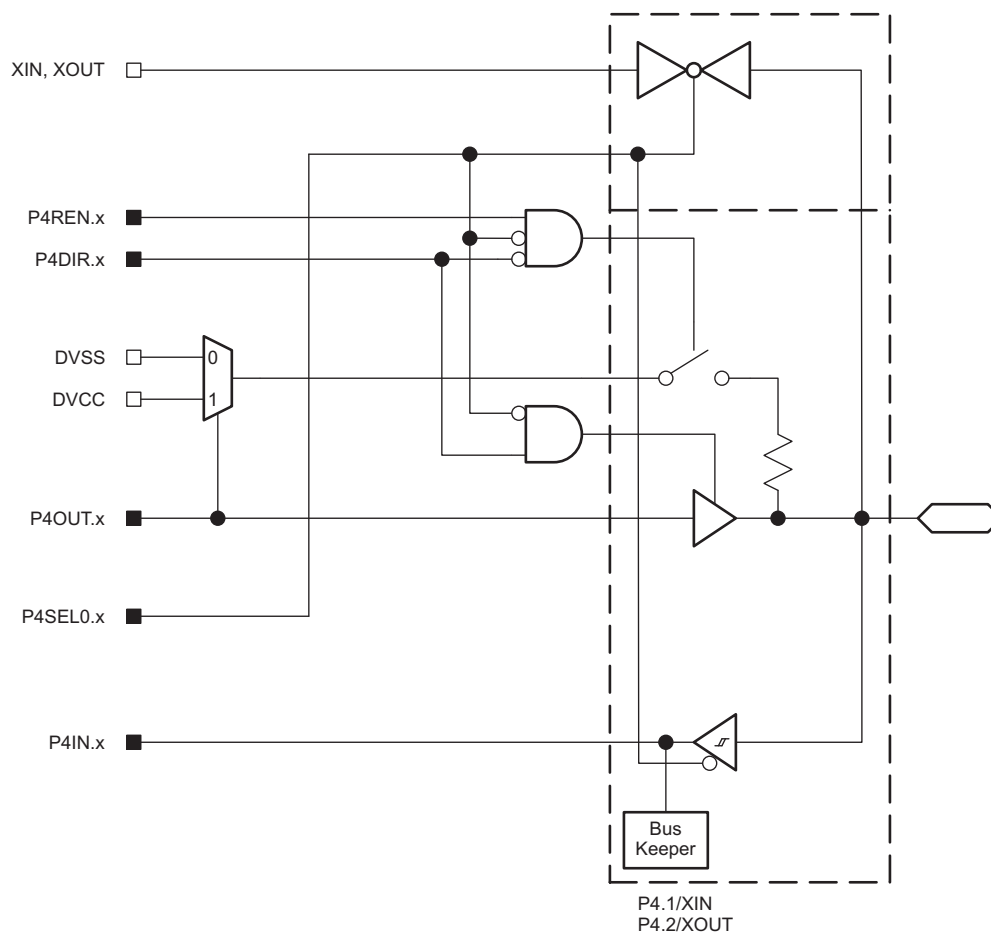 XIN, XOUT
P4REN.x
P4DIR.x
DVSS
0
DVCC
1
P4OUT.x
P4SEL0.x
P4IN.x
Bus
Keeper
P4.1/XIN
P4.2/XOUT